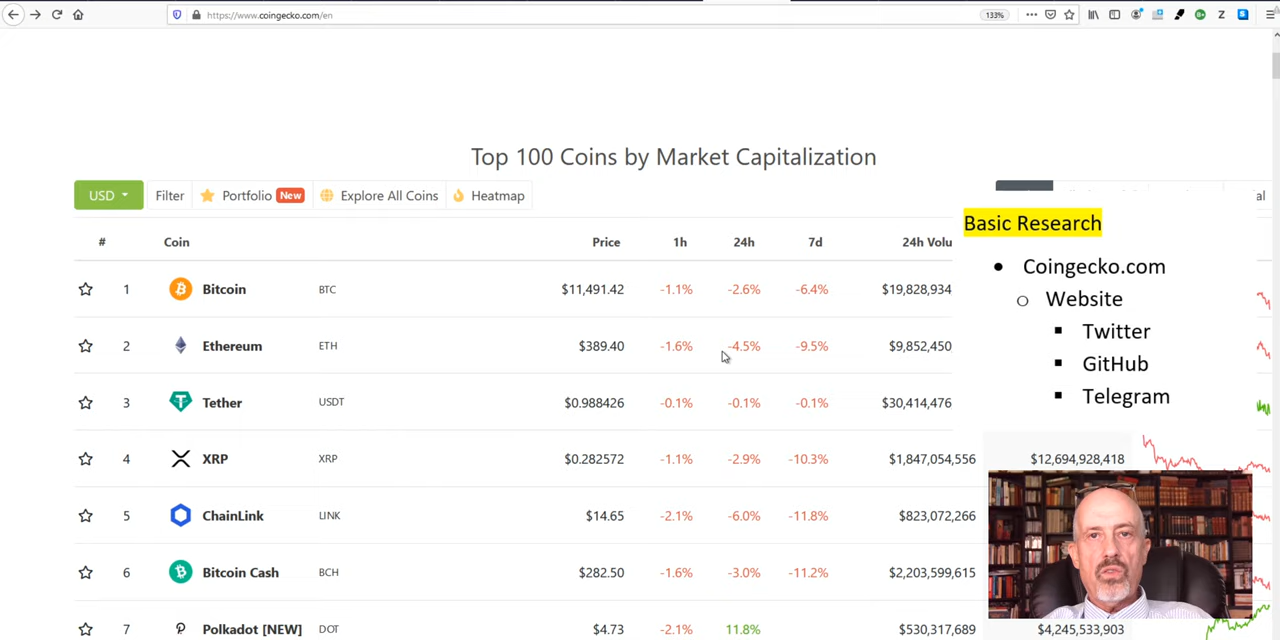 https://www.coingecko.com/en
133%
Top 100 Coins by Market Capitalization
USD Filter Portfolio New Explore All Coins Heatmap
# Coin Price 1h 24h 7d 24h Volu
1 Bitcoin BTC $11,491.42 -1.1% -2.6% -6.4% $19,828,934
2 Ethereum ETH $389.40 -1.6% -4.5% -9.5% $9,852,450
3 Tether USDT $0.988426 -0.1% -0.1% -0.1% $30,414,476
4 XRP XRP $0.282572 -1.1% -2.9% -10.3% $1,847,054,556 $12,694,928,418
5 ChainLink LINK $14.65 -2.1% -6.0% -11.8% $823,072,266
6 Bitcoin Cash BCH $282.50 -1.6% -3.0% -11.2% $2,203,599,615
7 Polkadot [NEW] DOT $4.73 -2.1% 11.8% $530,317,689 $4,245,533,903
Basic Research
Coingecko.com
Website
Twitter
GitHub
Telegram